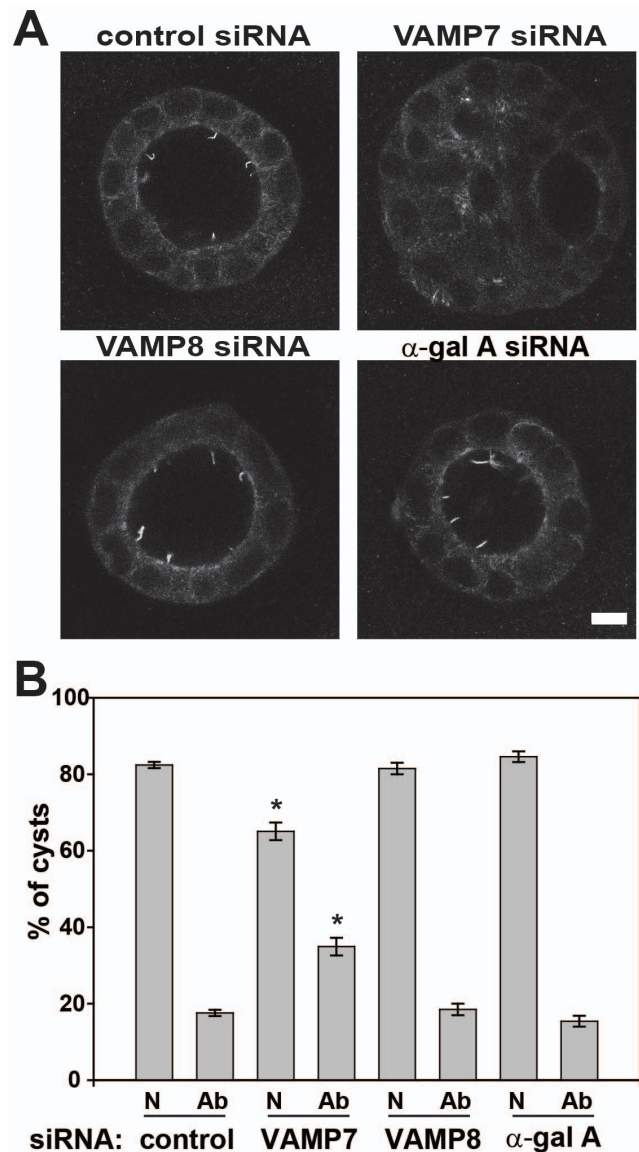 A
control siRNA VAMP7 siRNA
VAMP8 siRNA α-gal A siRNA
B
100
80
60
40
20
0
% of cysts
* *
N Ab N Ab N Ab N Ab
siRNA: control VAMP7 VAMP8 α-gal A